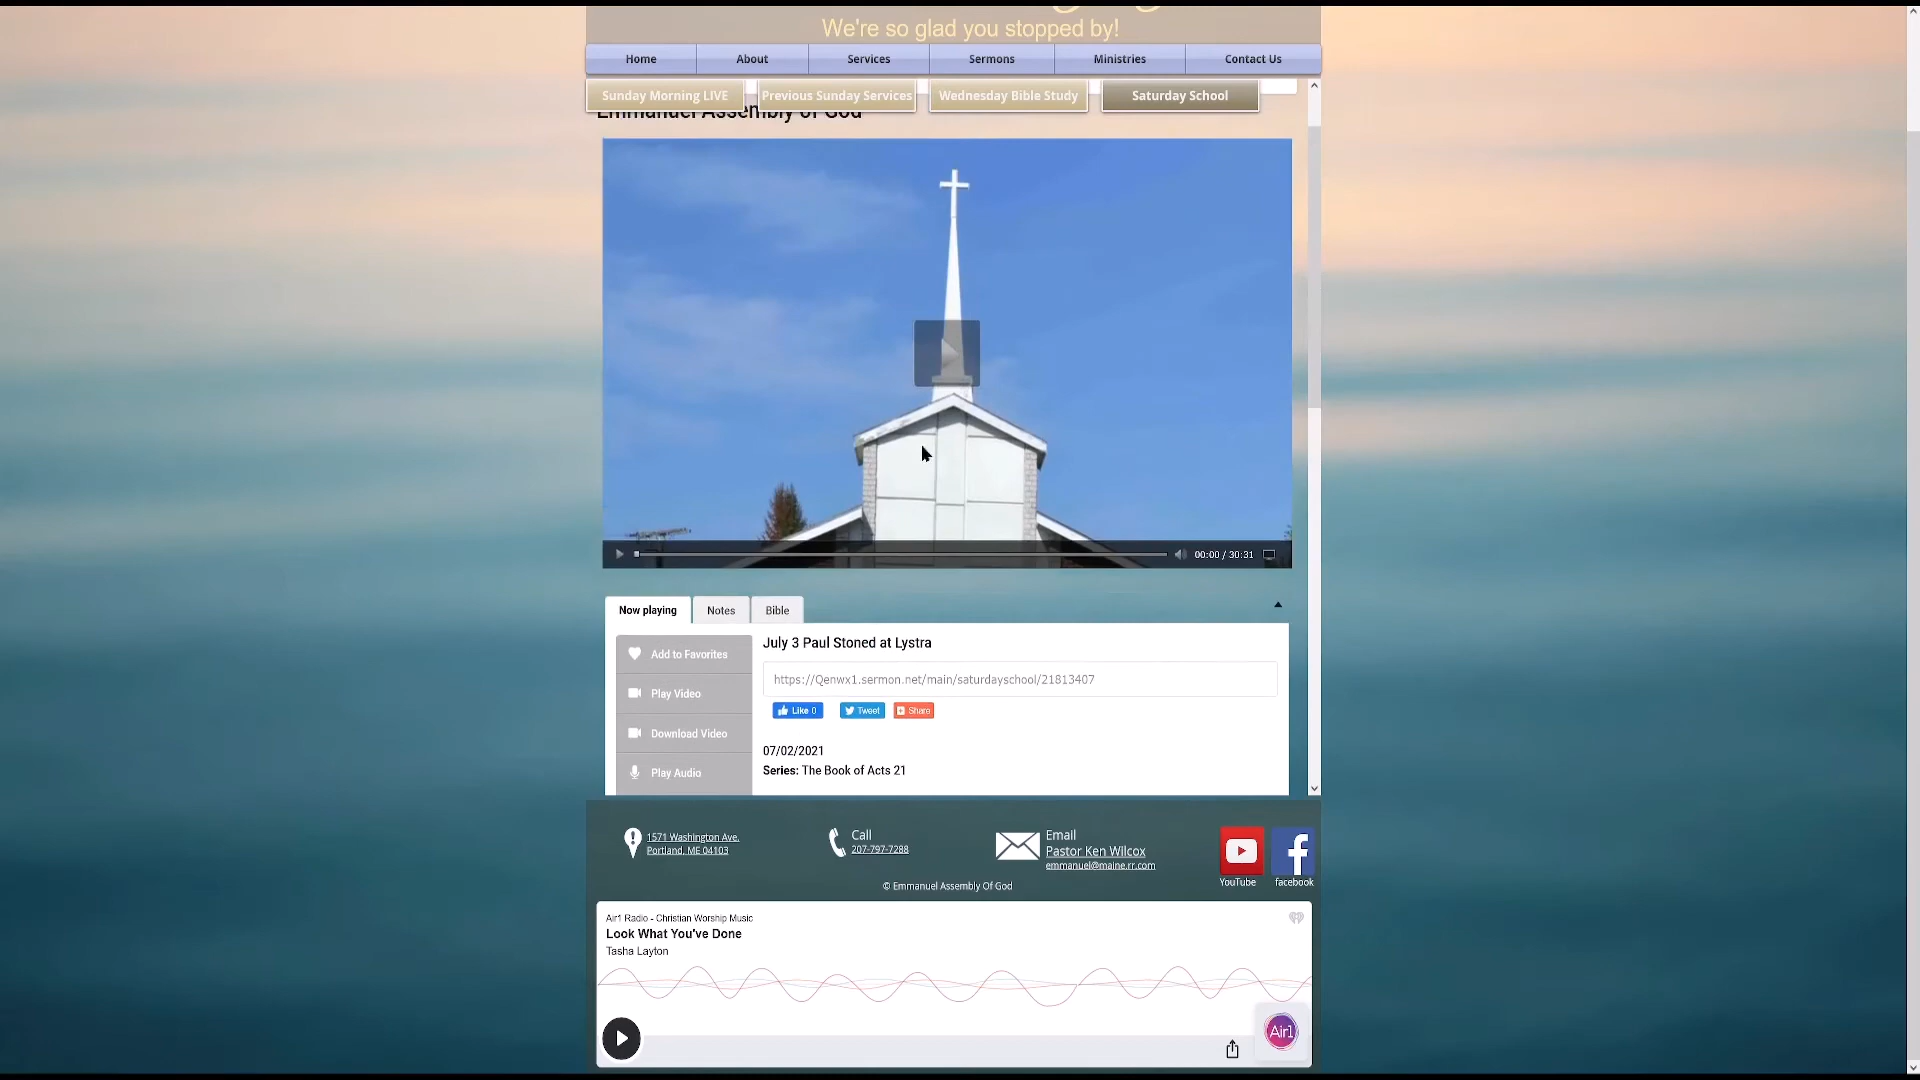 We're so glad you stopped by!
Home About Services Sermons Ministries Contact Us
Sunday Morning LIVE Previous Sunday Services Wednesday Bible Study Saturday School
Emmanuel Assembly of God
00:00 / 30:31
Now playing Notes Bible
July 3 Paul Stoned at Lystra
Add to Favorites
https://Qenwx1.sermon.net/main/saturdayschool/21813407
Play Video
Like 0 Tweet Share
Download Video
07/02/2021
Series: The Book of Acts 21
Play Audio
1571 Washington Ave.
Portland, ME 04103
Call
207-797-7288
Email
Pastor Ken Wilcox
emmanuel@maine.rr.com
YouTube
facebook
© Emmanuel Assembly Of God
Air1 Radio - Christian Worship Music
Look What You've Done
Tasha Layton
Air1